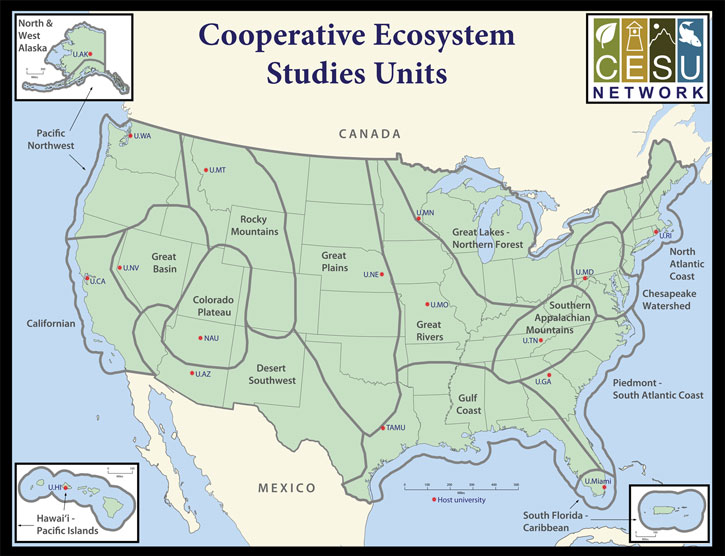 North &
West
Alaska
U.AK
Cooperative Ecosystem
Studies Units
CESU
NETWORK
Pacific
Northwest
CANADA
U.WA
U.MT
U.MN
Rocky
Mountains
Great Lakes -
Northern Forest
U.RI
North
Atlantic
Coast
Great
Basin
U.NV
Great
Plains
U.NE
U.MD
U.CA
Chesapeake
Watershed
Colorado
Plateau
U.MO
Southern
Appalachian
Mountains
Californian
Great
Rivers
U.TN
NAU
U.AZ
Desert
Southwest
U.GA
Piedmont -
South Atlantic Coast
Gulf
Coast
TAMU
MEXICO
U.HI
Hawai'i -
Pacific Islands
Host university
U.Miami
South Florida -
Caribbean